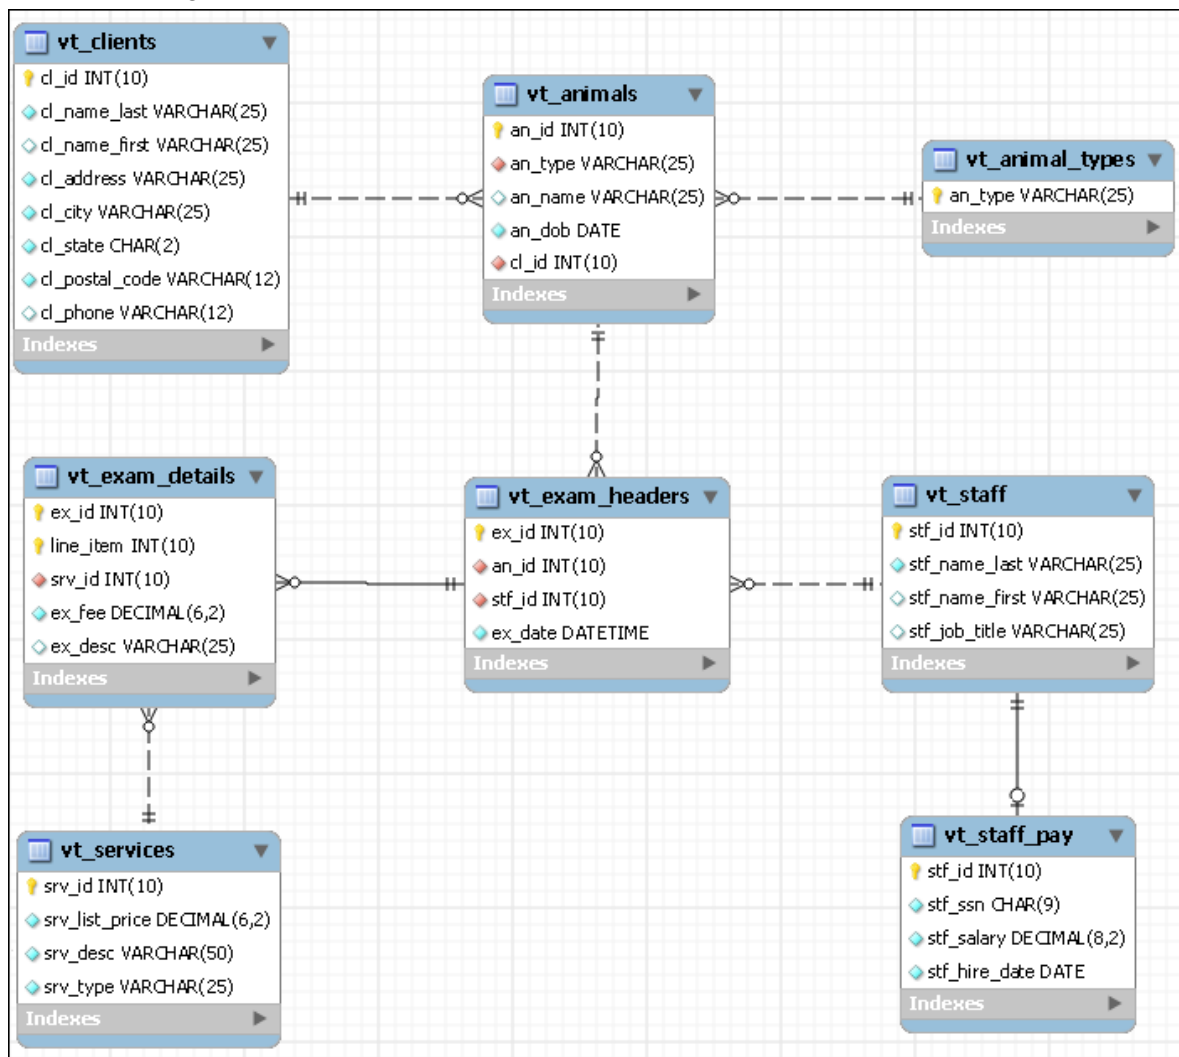 vt_clients
cl_id INT(10)
cl_name_last VARCHAR(25)
cl_name_first VARCHAR(25)
cl_address VARCHAR(25)
cl_city VARCHAR(25)
cl_state CHAR(2)
cl_postal_code VARCHAR(12)
cl_phone VARCHAR(12)
Indexes
vt_animals
an_id INT(10)
an_type VARCHAR(25)
an_name VARCHAR(25)
an_dob DATE
cl_id INT(10)
Indexes
vt_animal_types
an_type VARCHAR(25)
Indexes
vt_exam_details
ex_id INT(10)
line_item INT(10)
srv_id INT(10)
ex_fee DECIMAL(6,2)
ex_desc VARCHAR(25)
Indexes
vt_exam_headers
ex_id INT(10)
an_id INT(10)
stf_id INT(10)
ex_date DATETIME
Indexes
vt_staff
stf_id INT(10)
stf_name_last VARCHAR(25)
stf_name_first VARCHAR(25)
stf_job_title VARCHAR(25)
Indexes
vt_services
srv_id INT(10)
srv_list_price DECIMAL(6,2)
srv_desc VARCHAR(50)
srv_type VARCHAR(25)
Indexes
vt_staff_pay
stf_id INT(10)
stf_ssn CHAR(9)
stf_salary DECIMAL(8,2)
stf_hire_date DATE
Indexes